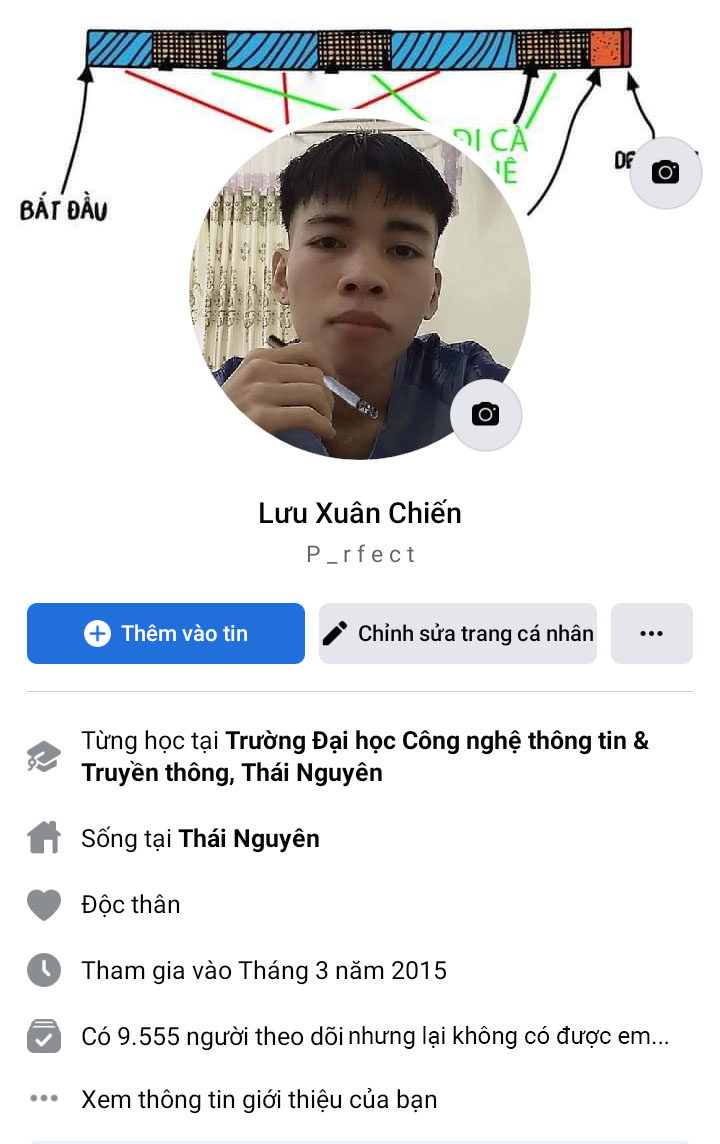 BẮT ĐẦU
ĐI CÀ
Lưu Xuân Chiến
P_rfect
Thêm vào tin
Chỉnh sửa trang cá nhân
Từng học tại Trường Đại học Công nghệ thông tin &
Truyền thông, Thái Nguyên
Sống tại Thái Nguyên
Độc thân
Tham gia vào Tháng 3 năm 2015
Có 9.555 người theo dõi nhưng lại không có được em...
Xem thông tin giới thiệu của bạn